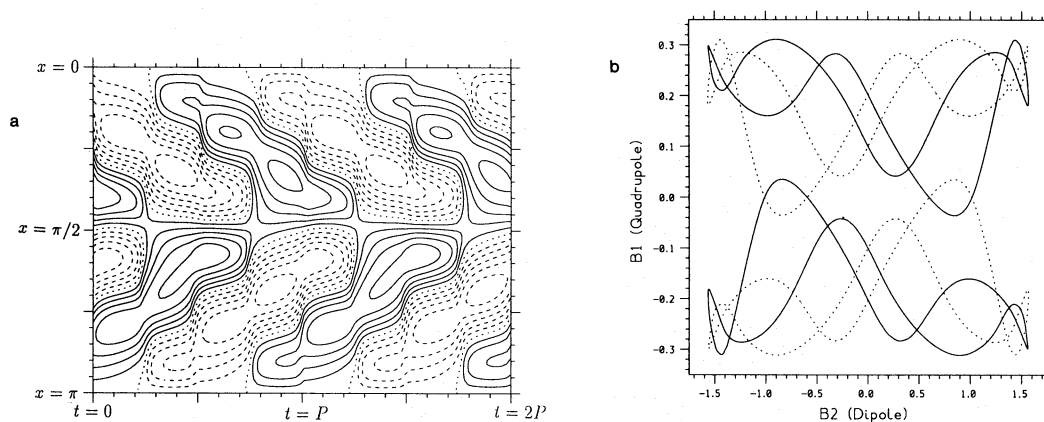 a
x = 0
x = π/2
x = π
t = 0
t = P
t = 2P
b
B1 (Quadrupole)
0.3
0.2
0.1
0.0
-0.1
-0.2
-0.3
-1.5
-1.0
-0.5
0.0
0.5
1.0
1.5
B2 (Dipole)